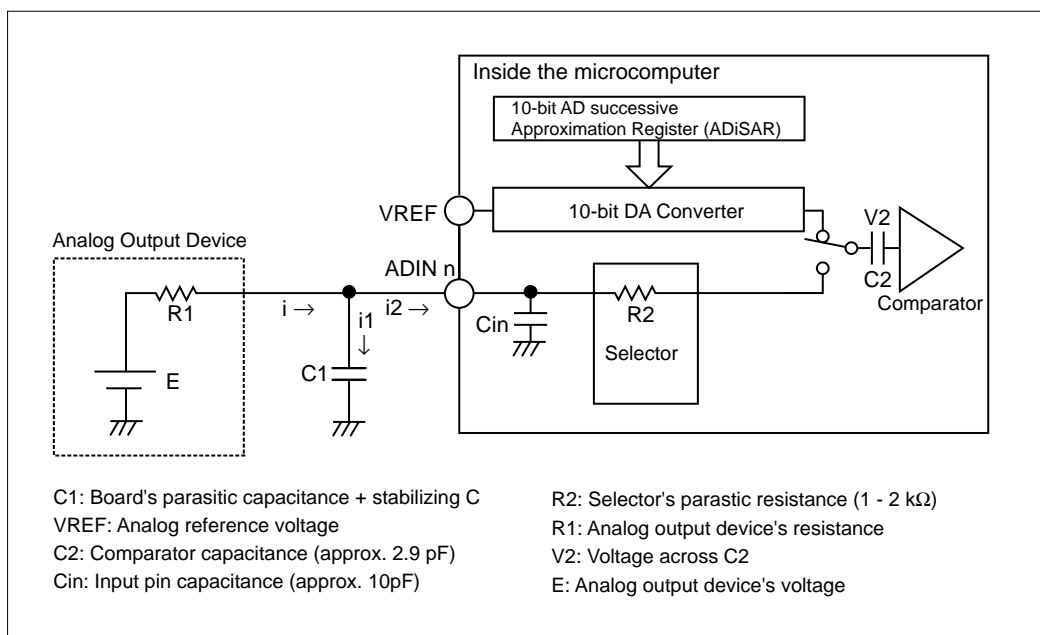 Inside the microcomputer
10-bit AD successive
Approximation Register (ADiSAR)
VREF
10-bit DA Converter
V2
C2
Comparator
Analog Output Device
ADIN n
R1
i →
i1
↓
i2 →
Cin
R2
Selector
C1
E
C1: Board's parasitic capacitance + stabilizing C
VREF: Analog reference voltage
C2: Comparator capacitance (approx. 2.9 pF)
Cin: Input pin capacitance (approx. 10pF)
R2: Selector's parastic resistance (1 - 2 kΩ)
R1: Analog output device's resistance
V2: Voltage across C2
E: Analog output device's voltage